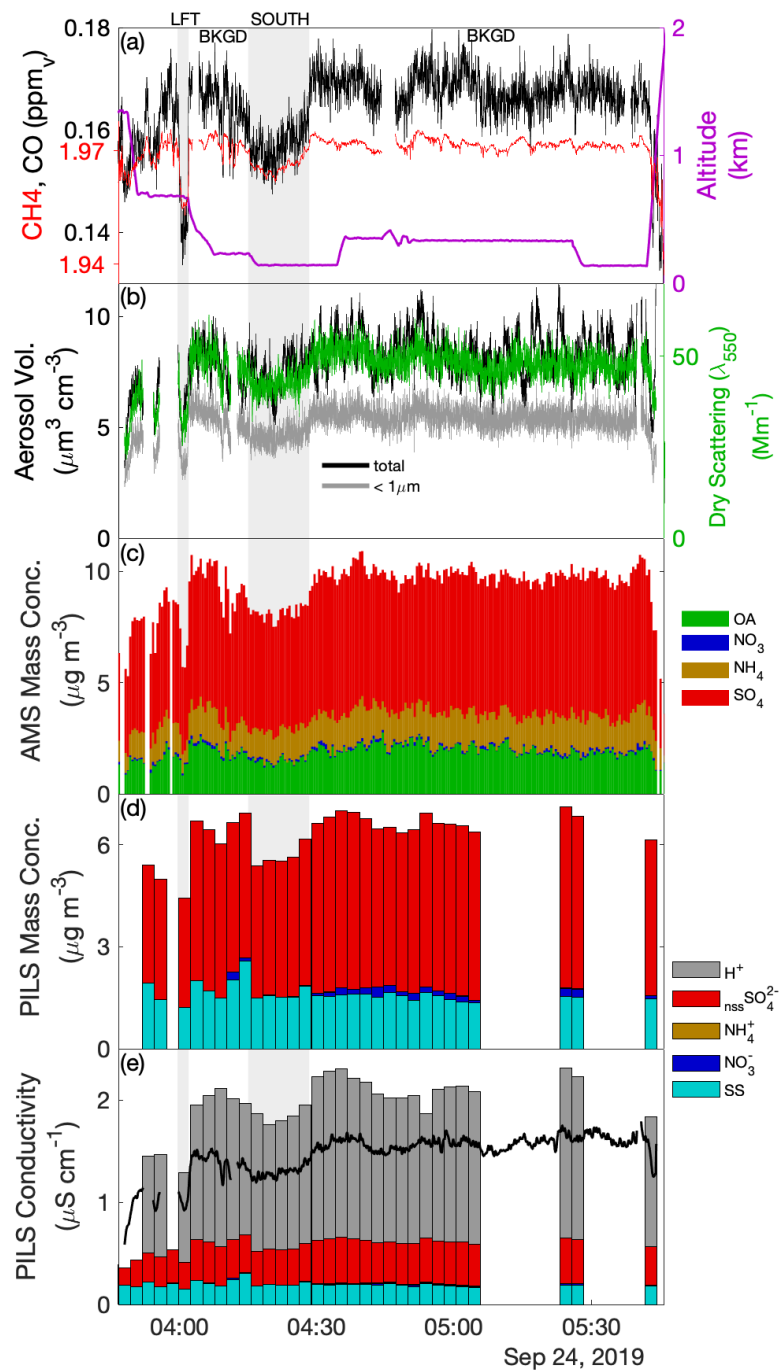 LFT SOUTH
BKGD BKGD
(a)
0.18
0.16
1.97
0.14
1.94
CH4, CO (ppmv)
2
1
0
Altitude
(km)
(b)
10
5
0
Aerosol Vol.
(μm³ cm⁻³)
50
0
Dry Scattering (λ550)
(Mm⁻¹)
total
< 1μm
(c)
10
5
0
AMS Mass Conc.
(μg m⁻³)
OA
NO3
NH4
SO4
(d)
6
3
0
PILS Mass Conc.
(μg m⁻³)
(e)
2
1
0
PILS Conductivity
(μS cm⁻¹)
H⁺
nssSO4²⁻
NH4⁺
NO3⁻
SS
04:00 04:30 05:00 05:30
Sep 24, 2019